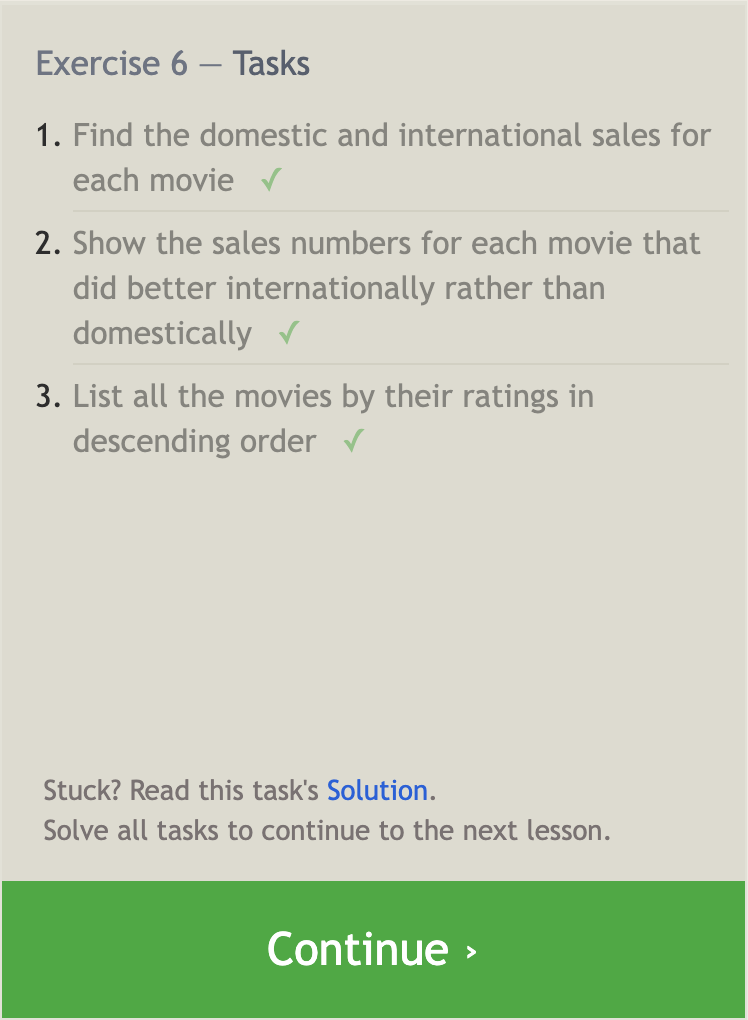 Exercise 6 — Tasks
1. Find the domestic and international sales for
each movie ✓
2. Show the sales numbers for each movie that
did better internationally rather than
domestically ✓
3. List all the movies by their ratings in
descending order ✓
Stuck? Read this task's Solution.
Solve all tasks to continue to the next lesson.
Continue ›